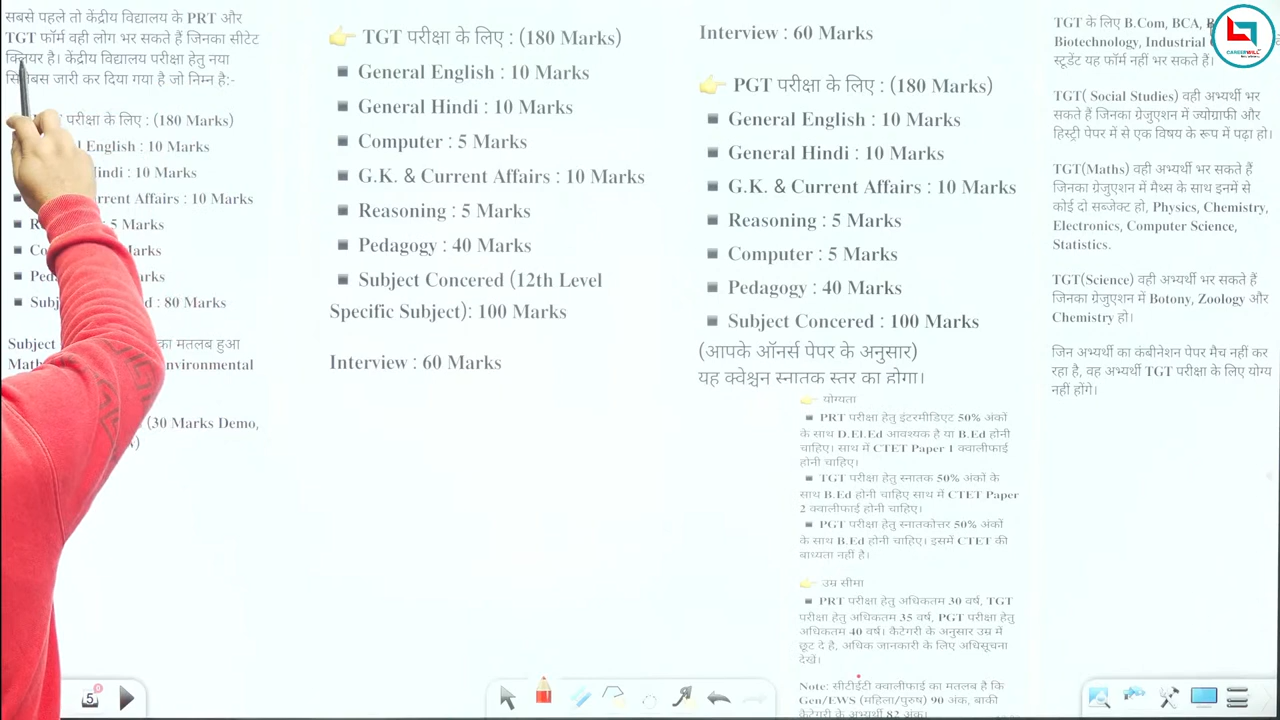 सबसे पहले तो केंद्रीय विद्यालय के PRT और
TGT फॉर्म वही लोग भर सकते हैं जिनका सीटेट
क्लियर है। केंद्रीय विद्यालय परीक्षा हेतु नया
जारी कर दिया गया है जो निम्न है:-
परीक्षा के लिए : (180 Marks)
English : 10 Marks
: 10 Marks
Affairs : 10 Marks
5 Marks
Marks
Marks
: 80 Marks
Subject का मतलब हुआ
(30 Marks Demo,
👉 TGT परीक्षा के लिए : (180 Marks)
▪ General English : 10 Marks
▪ General Hindi : 10 Marks
▪ Computer : 5 Marks
▪ G.K. & Current Affairs : 10 Marks
▪ Reasoning : 5 Marks
▪ Pedagogy : 40 Marks
▪ Subject Concered (12th Level
Specific Subject): 100 Marks
Interview : 60 Marks
Interview : 60 Marks
👉 PGT परीक्षा के लिए : (180 Marks)
▪ General English : 10 Marks
▪ General Hindi : 10 Marks
▪ G.K. & Current Affairs : 10 Marks
▪ Reasoning : 5 Marks
▪ Computer : 5 Marks
▪ Pedagogy : 40 Marks
▪ Subject Concered : 100 Marks
(आपके ऑनर्स पेपर के अनुसार)
यह क्वेश्चन स्नातक स्तर का होगा।
👉 योग्यता
▪ PRT परीक्षा हेतु इंटरमीडिएट 50% अंकों
के साथ D.El.Ed आवश्यक है या B.Ed होनी
चाहिए। साथ में CTET Paper 1 क्वालीफाई
होनी चाहिए।
▪ TGT परीक्षा हेतु स्नातक 50% अंकों के
साथ B.Ed होनी चाहिए साथ में CTET Paper
2 क्वालीफाई होनी चाहिए।
▪ PGT परीक्षा हेतु स्नातकोत्तर 50% अंकों
के साथ B.Ed होनी चाहिए। इसमें CTET की
बाध्यता नहीं है।
👉 उम्र सीमा
▪ PRT परीक्षा हेतु अधिकतम 30 वर्ष, TGT
परीक्षा हेतु अधिकतम 35 वर्ष, PGT परीक्षा हेतु
अधिकतम 40 वर्ष। कैटेगरी के अनुसार उम्र में
छूट दे है, अधिक जानकारी के लिए अधिसूचना
देखें।
Note: सीटीईटी क्वालीफाई का मतलब है कि
Gen/EWS (महिला/पुरुष) 90 अंक, बाकी
कैटेगरी के अभ्यर्थी 82 अंक।
TGT के लिए B.Com, BCA,
Biotechnology, Industrial
स्टूडेंट यह फॉर्म नहीं भर सकते हैं।
TGT( Social Studies) वही अभ्यर्थी भर
सकते हैं जिनका ग्रेजुएशन में ज्योग्राफी और
हिस्ट्री पेपर में से एक विषय के रूप में पढ़ा हो।
TGT(Maths) वही अभ्यर्थी भर सकते हैं
जिनका ग्रेजुएशन में मैथ्स के साथ इनमें से
कोई दो सब्जेक्ट हो, Physics, Chemistry,
Electronics, Computer Science,
Statistics.
TGT(Science) वही अभ्यर्थी भर सकते हैं
जिनका ग्रेजुएशन में Botony, Zoology और
Chemistry हो।
जिन अभ्यर्थी का कंबीनेशन पेपर मैच नहीं कर
रहा है, वह अभ्यर्थी TGT परीक्षा के लिए योग्य
नहीं होंगे।
CAREERWILL
5